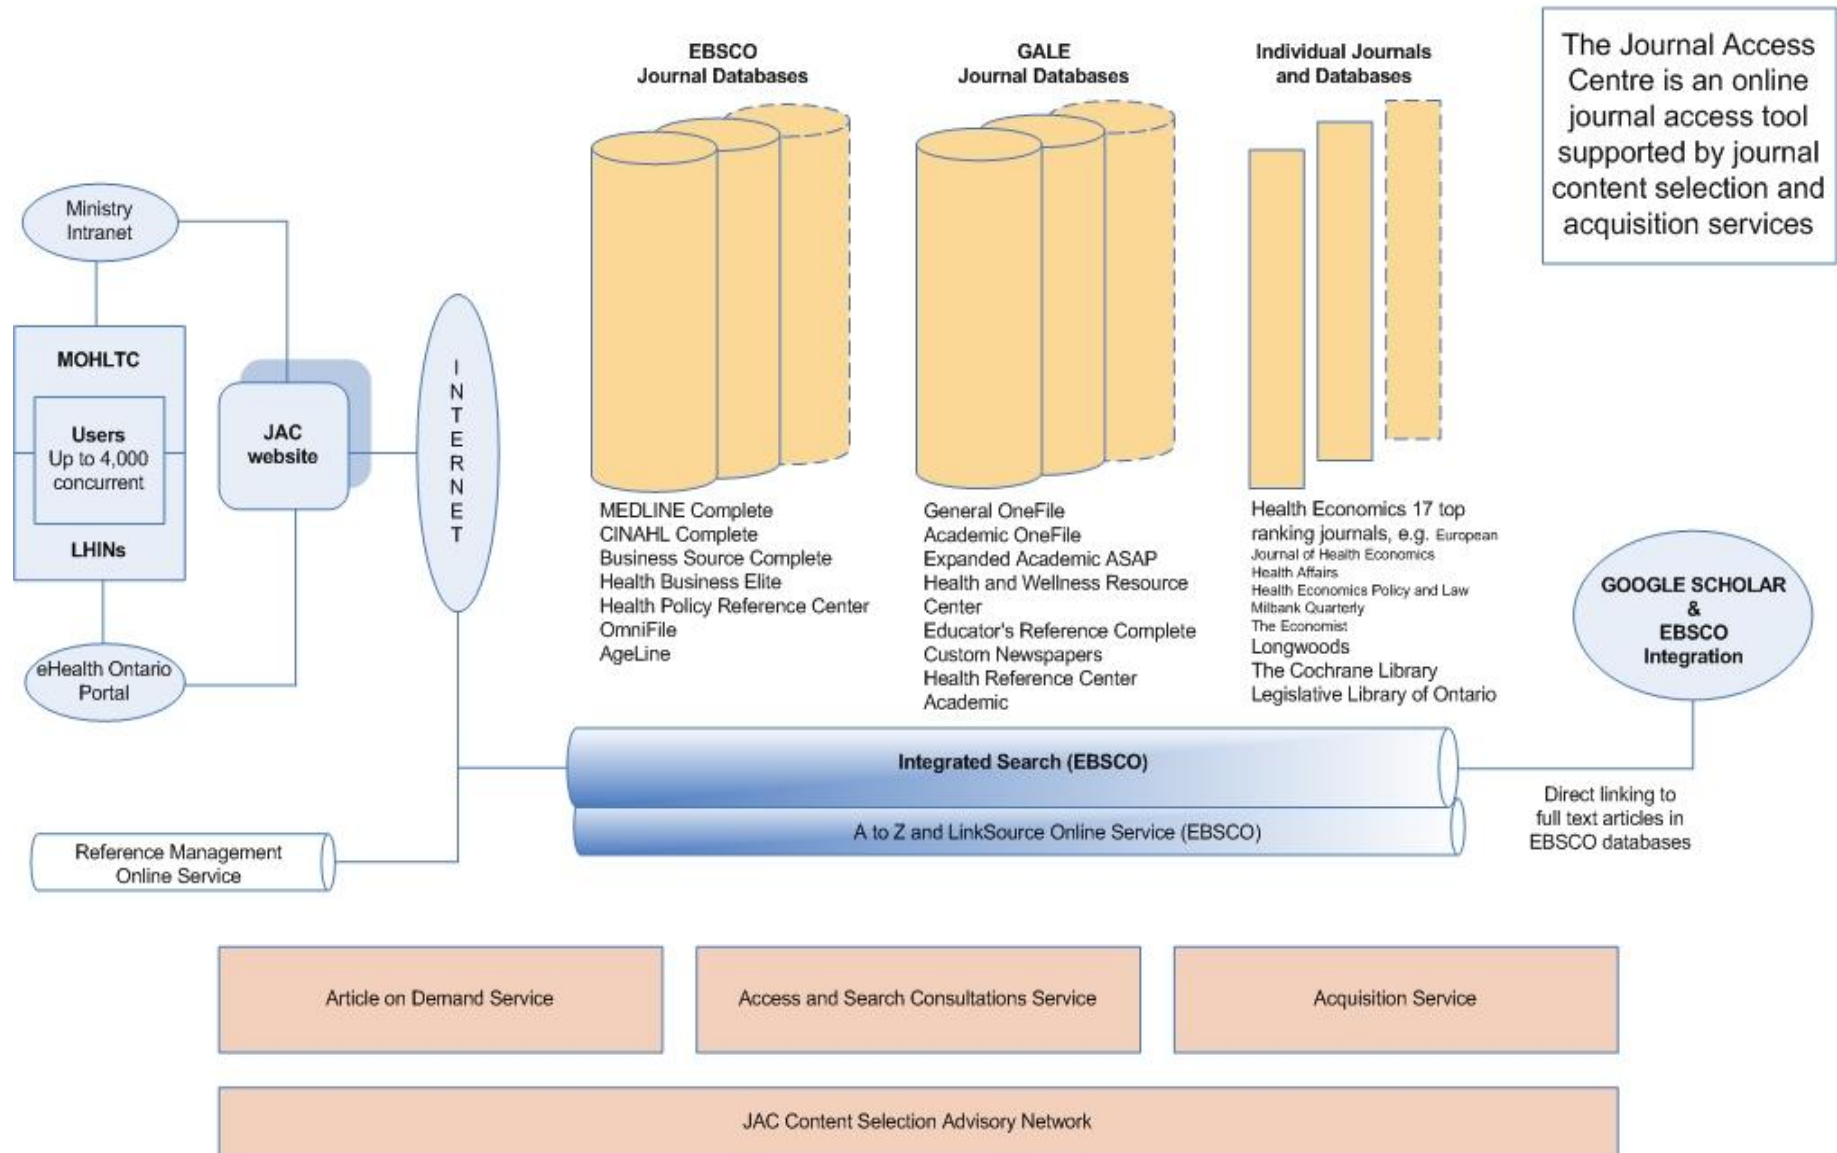 EBSCO
Journal Databases
GALE
Journal Databases
Individual Journals
and Databases
The Journal Access
Centre is an online
journal access tool
supported by journal
content selection and
acquisition services
Ministry
Intranet
MOHLTC
Users
Up to 4,000
concurrent
LHINs
eHealth Ontario
Portal
JAC
website
I
N
T
E
R
N
E
T
MEDLINE Complete
CINAHL Complete
Business Source Complete
Health Business Elite
Health Policy Reference Center
OmniFile
AgeLine
General OneFile
Academic OneFile
Expanded Academic ASAP
Health and Wellness Resource
Center
Educator's Reference Complete
Custom Newspapers
Health Reference Center
Academic
Health Economics 17 top
ranking journals, e.g. European
Journal of Health Economics
Health Affairs
Health Economics Policy and Law
Milbank Quarterly
The Economist
Longwoods
The Cochrane Library
Legislative Library of Ontario
GOOGLE SCHOLAR
&
EBSCO
Integration
Integrated Search (EBSCO)
A to Z and LinkSource Online Service (EBSCO)
Direct linking to
full text articles in
EBSCO databases
Reference Management
Online Service
Article on Demand Service
Access and Search Consultations Service
Acquisition Service
JAC Content Selection Advisory Network